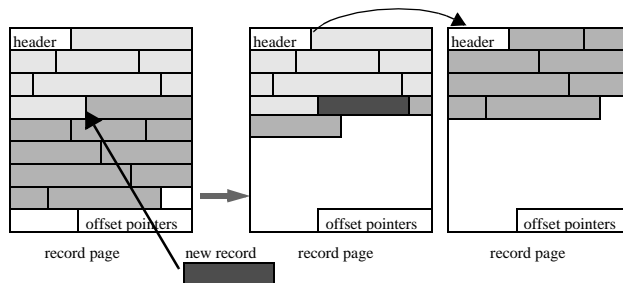 header
header
header
offset pointers
offset pointers
offset pointers
record page
new record
record page
record page